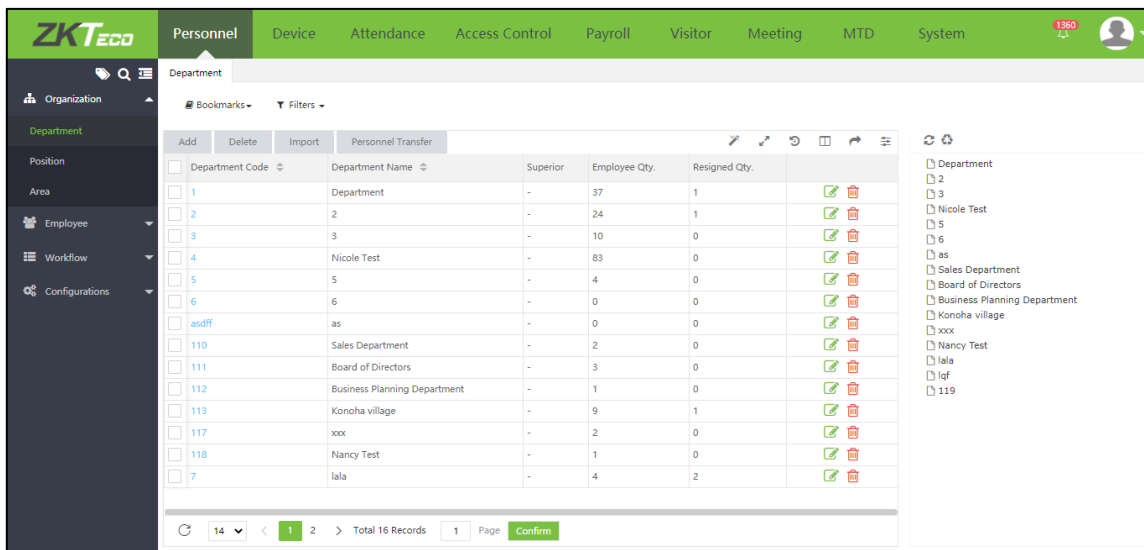 ZKTeco Personnel Device Attendance Access Control Payroll Visitor Meeting MTD System 1360
Department
Organization
Bookmarks Filters
Department
Position
Area
Employee
Workflow
Configurations
Add Delete Import Personnel Transfer
Department Code Department Name Superior Employee Qty. Resigned Qty.
1 Department - 37 1
2 2 - 24 1
3 3 - 10 0
4 Nicole Test - 83 0
5 5 - 4 0
6 6 - 0 0
asdff as - 0 0
110 Sales Department - 2 0
111 Board of Directors - 3 0
112 Business Planning Department - 1 0
113 Konoha village - 9 1
117 xxx - 2 0
118 Nancy Test - 1 0
7 lala - 4 2
14 < 1 2 > Total 16 Records 1 Page Confirm
Department
2
3
Nicole Test
5
6
as
Sales Department
Board of Directors
Business Planning Department
Konoha village
xxx
Nancy Test
lala
lqf
119